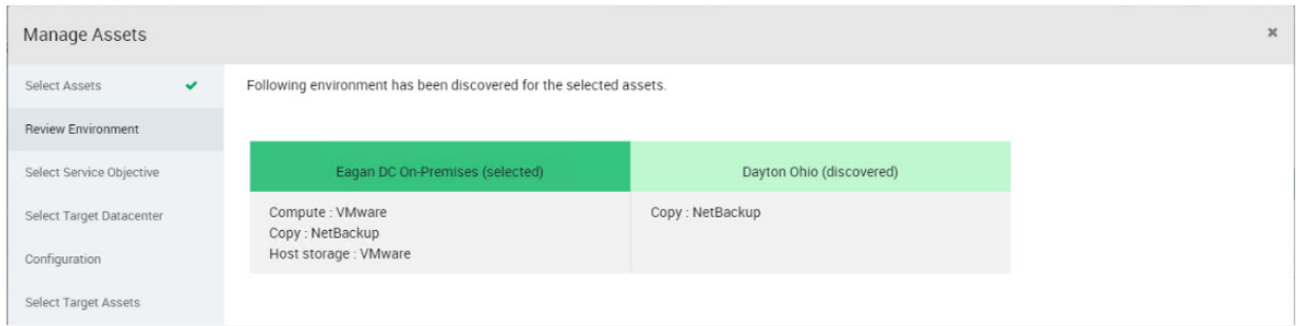 Manage Assets
Select Assets
Following environment has been discovered for the selected assets.
Review Environment
Eagan DC On-Premises (selected)
Dayton Ohio (discovered)
Select Service Objective
Select Target Datacenter
Compute : VMware
Copy : NetBackup
Copy : NetBackup
Host storage : VMware
Configuration
Select Target Assets